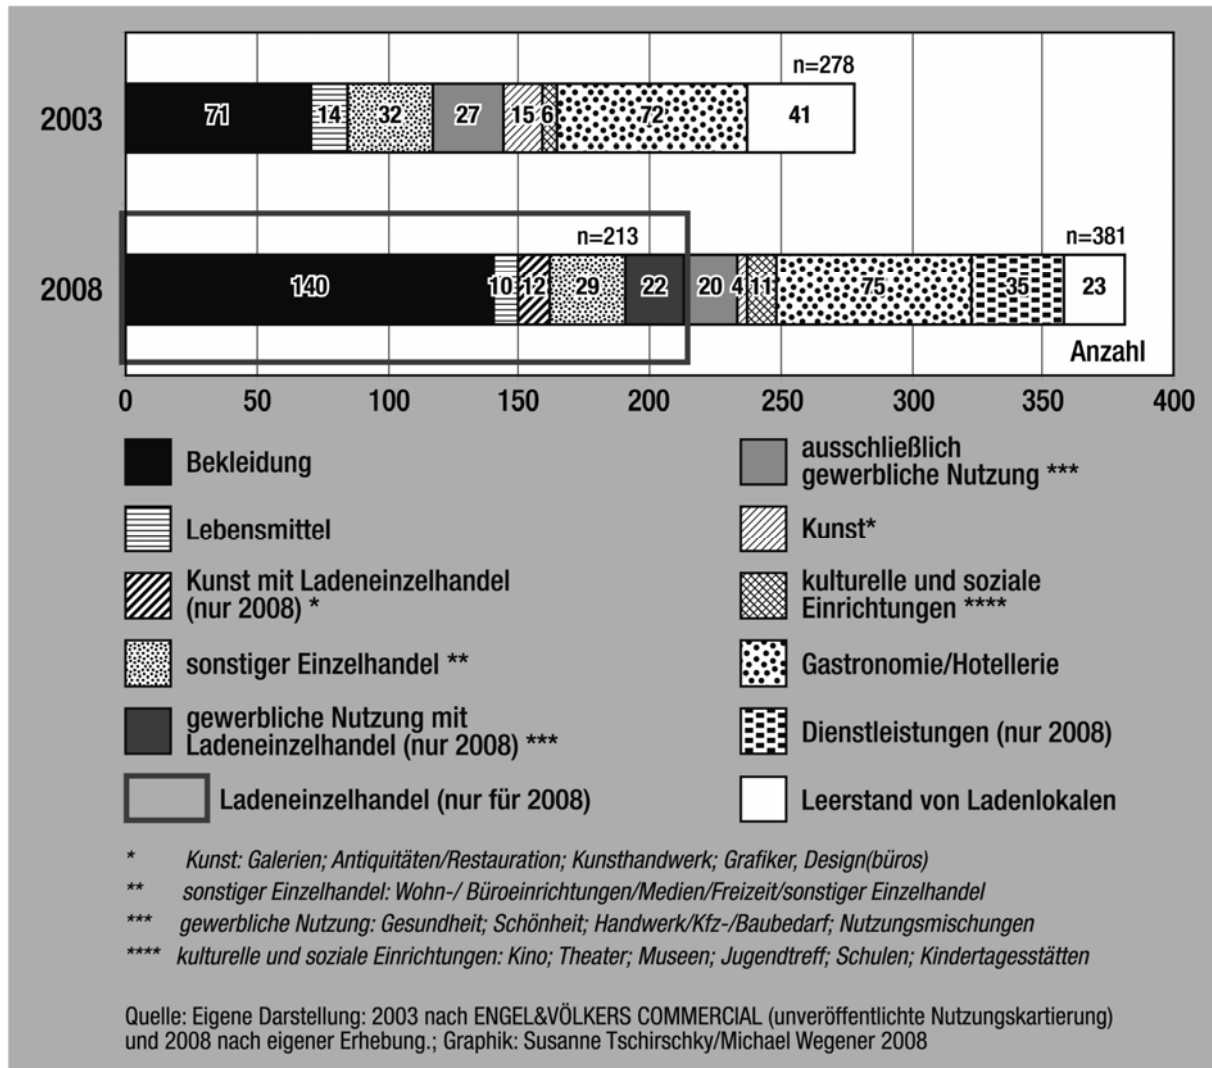 n=278
2003
71 14 32 27 15 6 72 41
n=213
n=381
2008
140 10 12 29 22 20 4 11 75 35 23
Anzahl
0 50 100 150 200 250 300 350 400
Bekleidung
Lebensmittel
Kunst mit Ladeneinzelhandel
(nur 2008) *
sonstiger Einzelhandel **
gewerbliche Nutzung mit
Ladeneinzelhandel (nur 2008) ***
Ladeneinzelhandel (nur für 2008)
ausschließlich
gewerbliche Nutzung ***
Kunst*
kulturelle und soziale
Einrichtungen ****
Gastronomie/Hotellerie
Dienstleistungen (nur 2008)
Leerstand von Ladenlokalen
* Kunst: Galerien; Antiquitäten/Restauration; Kunsthandwerk; Grafiker, Design(büros)
** sonstiger Einzelhandel: Wohn-/ Büroeinrichtungen/Medien/Freizeit/sonstiger Einzelhandel
*** gewerbliche Nutzung: Gesundheit; Schönheit; Handwerk/Kfz-/Baubedarf; Nutzungsmischungen
**** kulturelle und soziale Einrichtungen: Kino; Theater; Museen; Jugendtreff; Schulen; Kindertagesstätten
Quelle: Eigene Darstellung: 2003 nach ENGEL&VÖLKERS COMMERCIAL (unveröffentlichte Nutzungskartierung)
und 2008 nach eigener Erhebung.; Graphik: Susanne Tschirschky/Michael Wegener 2008